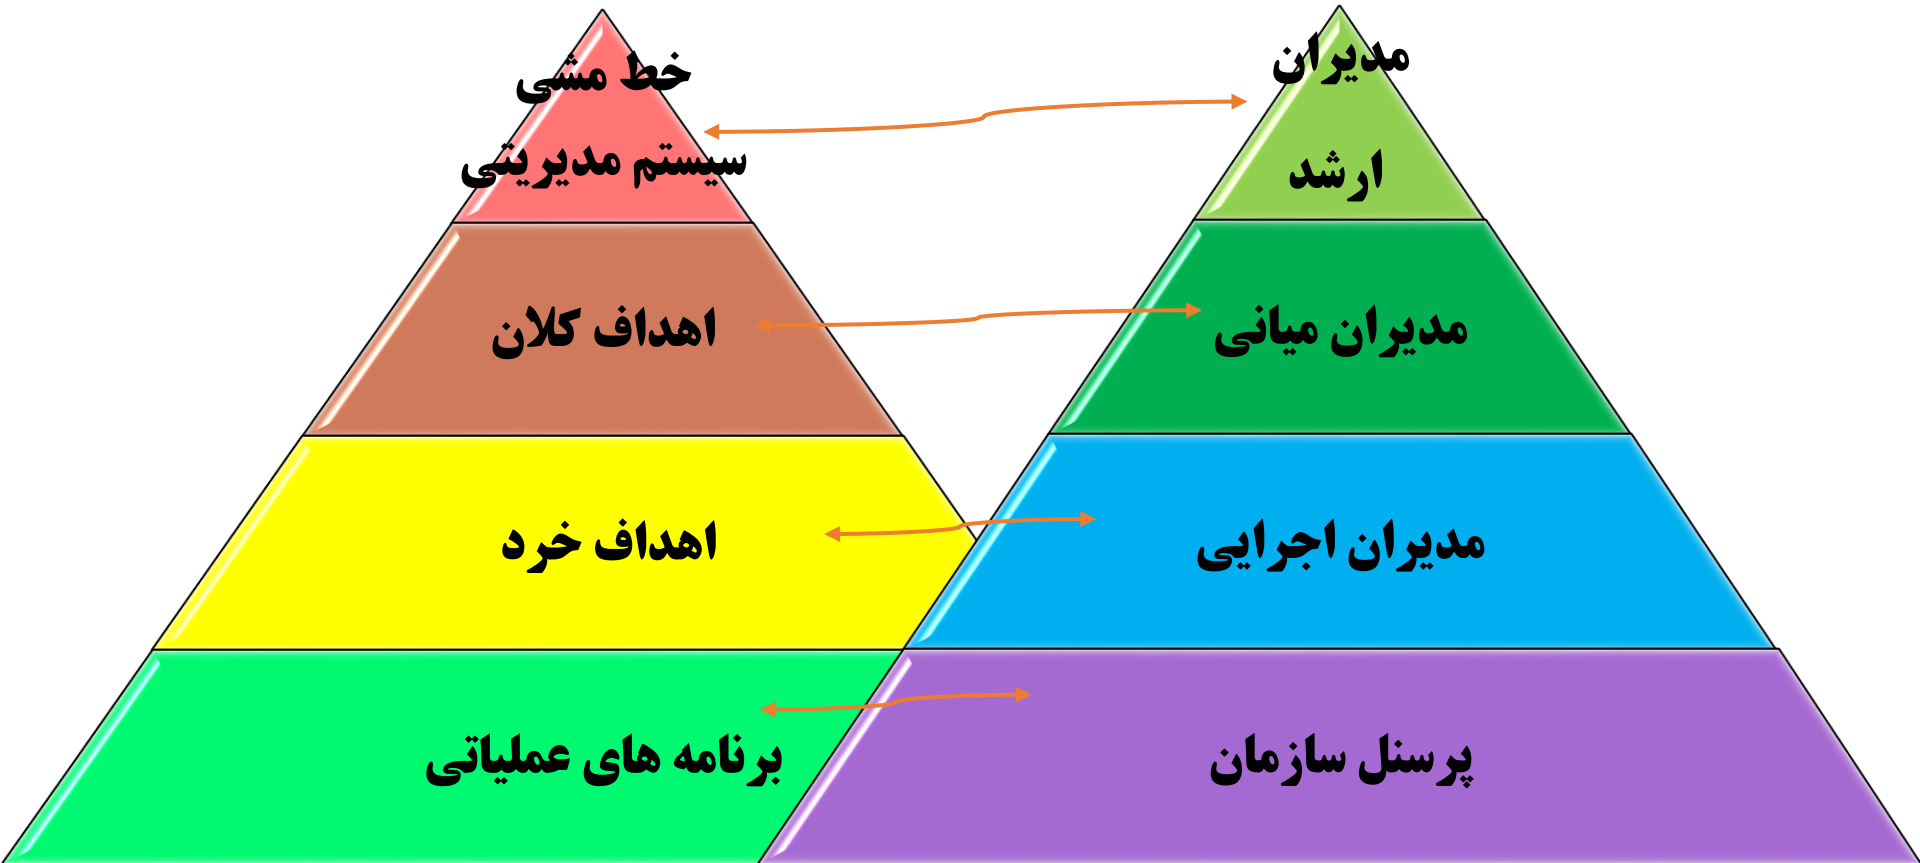 مدیران
ارشد
مدیران میانی
مدیران اجرایی
پرسنل سازمان
خط مشی
سیستم مدیریتی
اهداف کلان
اهداف خرد
برنامه های عملیاتی